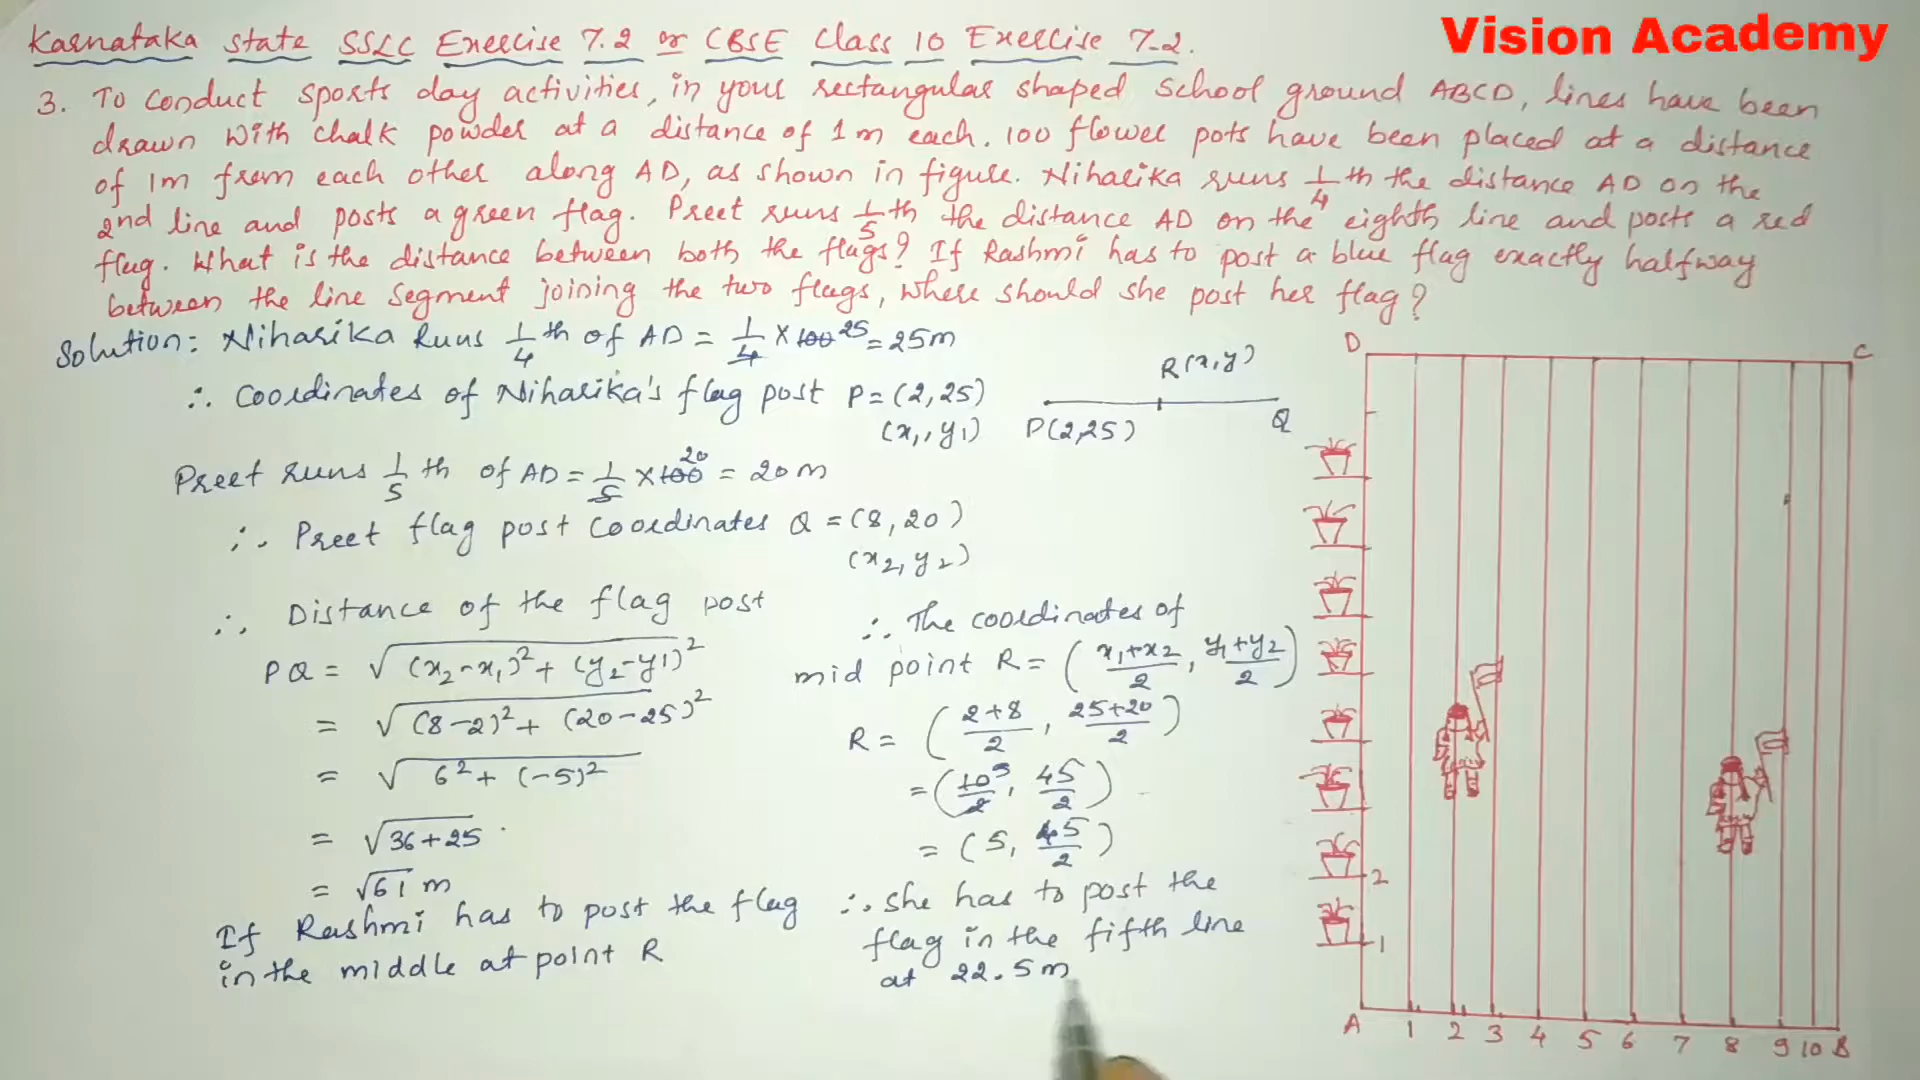 Karnataka state SSLC Exercise 7.2 or CBSE Class 10 Exercise 7.2.
Vision Academy
3. To conduct sports day activities, in your rectangular shaped school ground ABCD, lines have been
drawn with chalk powder at a distance of 1m each. 100 flower pots have been placed at a distance
of 1m from each other along AD, as shown in figure. Niharika runs 1/4 th the distance AD on the
2nd line and posts a green flag. Preet runs 1/5 th the distance AD on the eighth line and posts a red
flag. What is the distance between both the flags? If Rashmi has to post a blue flag exactly halfway
between the line segment joining the two flags, where should she post her flag?
Solution: Niharika Runs 1/4 th of AD = 1/4 × 100 25 = 25m
∴ Coordinates of Niharika's flag post P = (2, 25)
(x1, y1)
Preet runs 1/5 th of AD = 1/5 × 100 20 = 20 m
∴ Preet flag post Coordinates Q = (8, 20)
(x2, y2)
∴ Distance of the flag post
PQ = √(x2-x1)²+(y2-y1)²
= √(8-2)²+(20-25)²
= √6²+(-5)²
= √36+25
= √61 m
If Rashmi has to post the flag
in the middle at point R
R(x,y)
P(2,25)
Q
∴ The coordinates of
mid point R = (x1+x2/2, y1+y2/2)
R = (2+8/2, 25+20/2)
= (10/2 5, 45/2)
= (5, 45/2)
∴ she has to post the
flag in the fifth line
at 22.5m
D
C
2
1
A 1 2 3 4 5 6 7 8 9 10 B